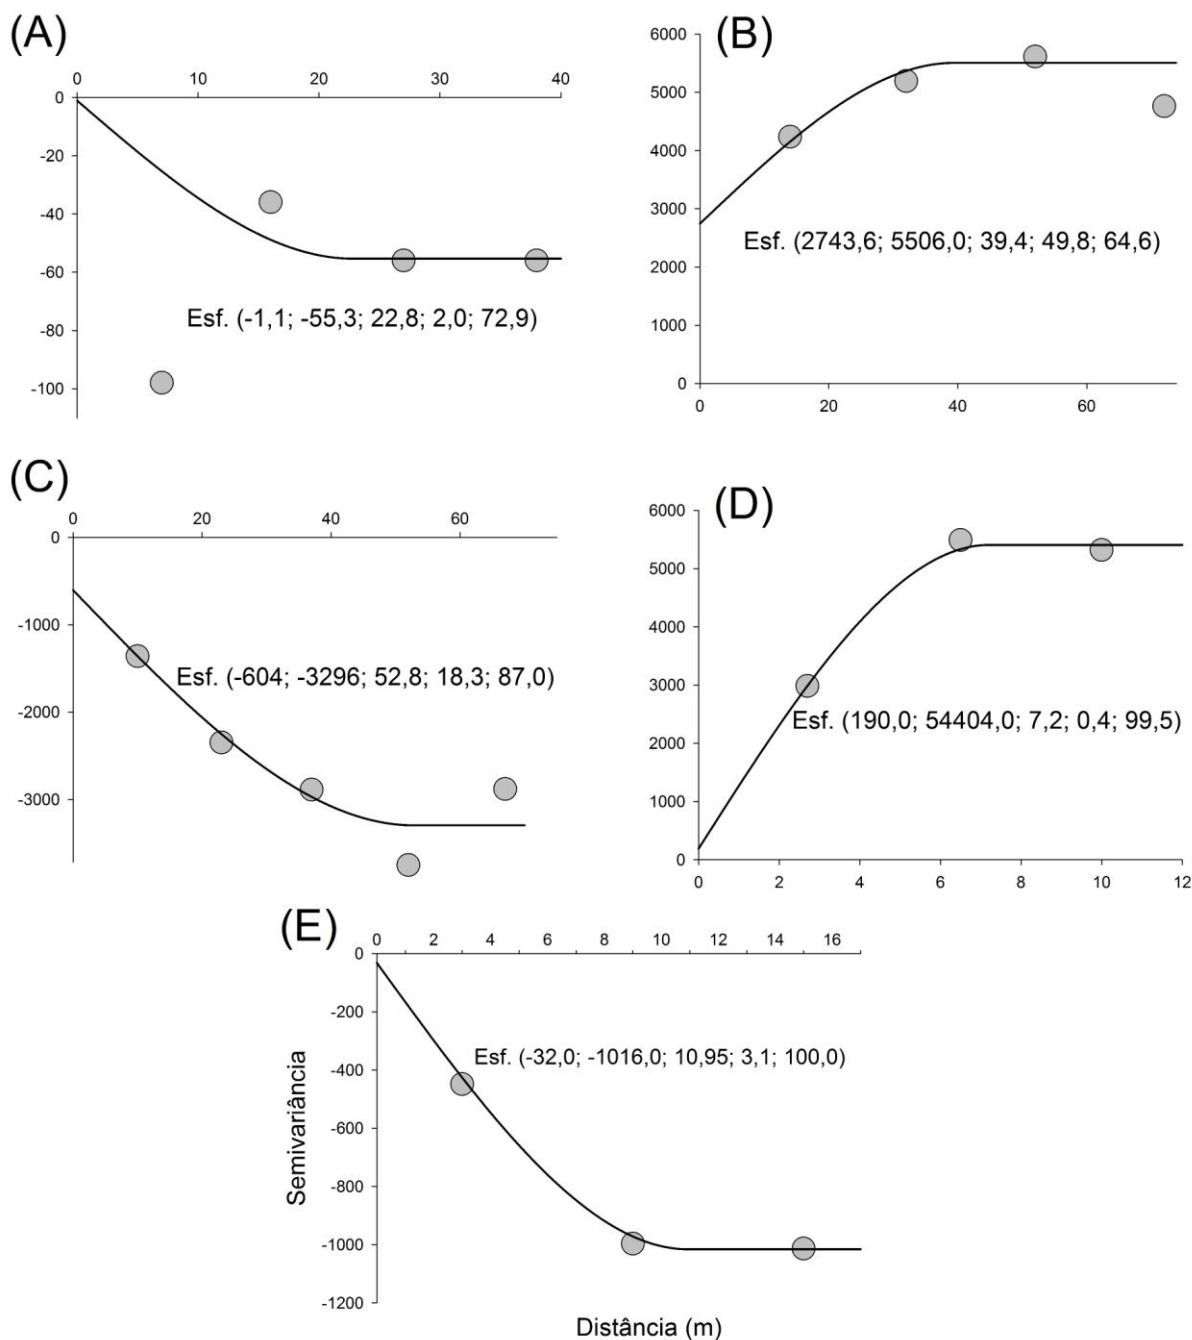 (A)
0 10 20 30 40
0
-20
-40
-60
-80
-100
Esf. (-1,1; -55,3; 22,8; 2,0; 72,9)
(B)
6000
5000
4000
3000
2000
1000
0
Esf. (2743,6; 5506,0; 39,4; 49,8; 64,6)
0 20 40 60
(C)
0 20 40 60
0
-1000
-2000
-3000
Esf. (-604; -3296; 52,8; 18,3; 87,0)
(D)
6000
5000
4000
3000
2000
1000
0
Esf. (190,0; 54404,0; 7,2; 0,4; 99,5)
0 2 4 6 8 10 12
(E)
0 2 4 6 8 10 12 14 16
0
-200
-400
-600
-800
-1000
-1200
Esf. (-32,0; -1016,0; 10,95; 3,1; 100,0)
Semivariância
Distância (m)